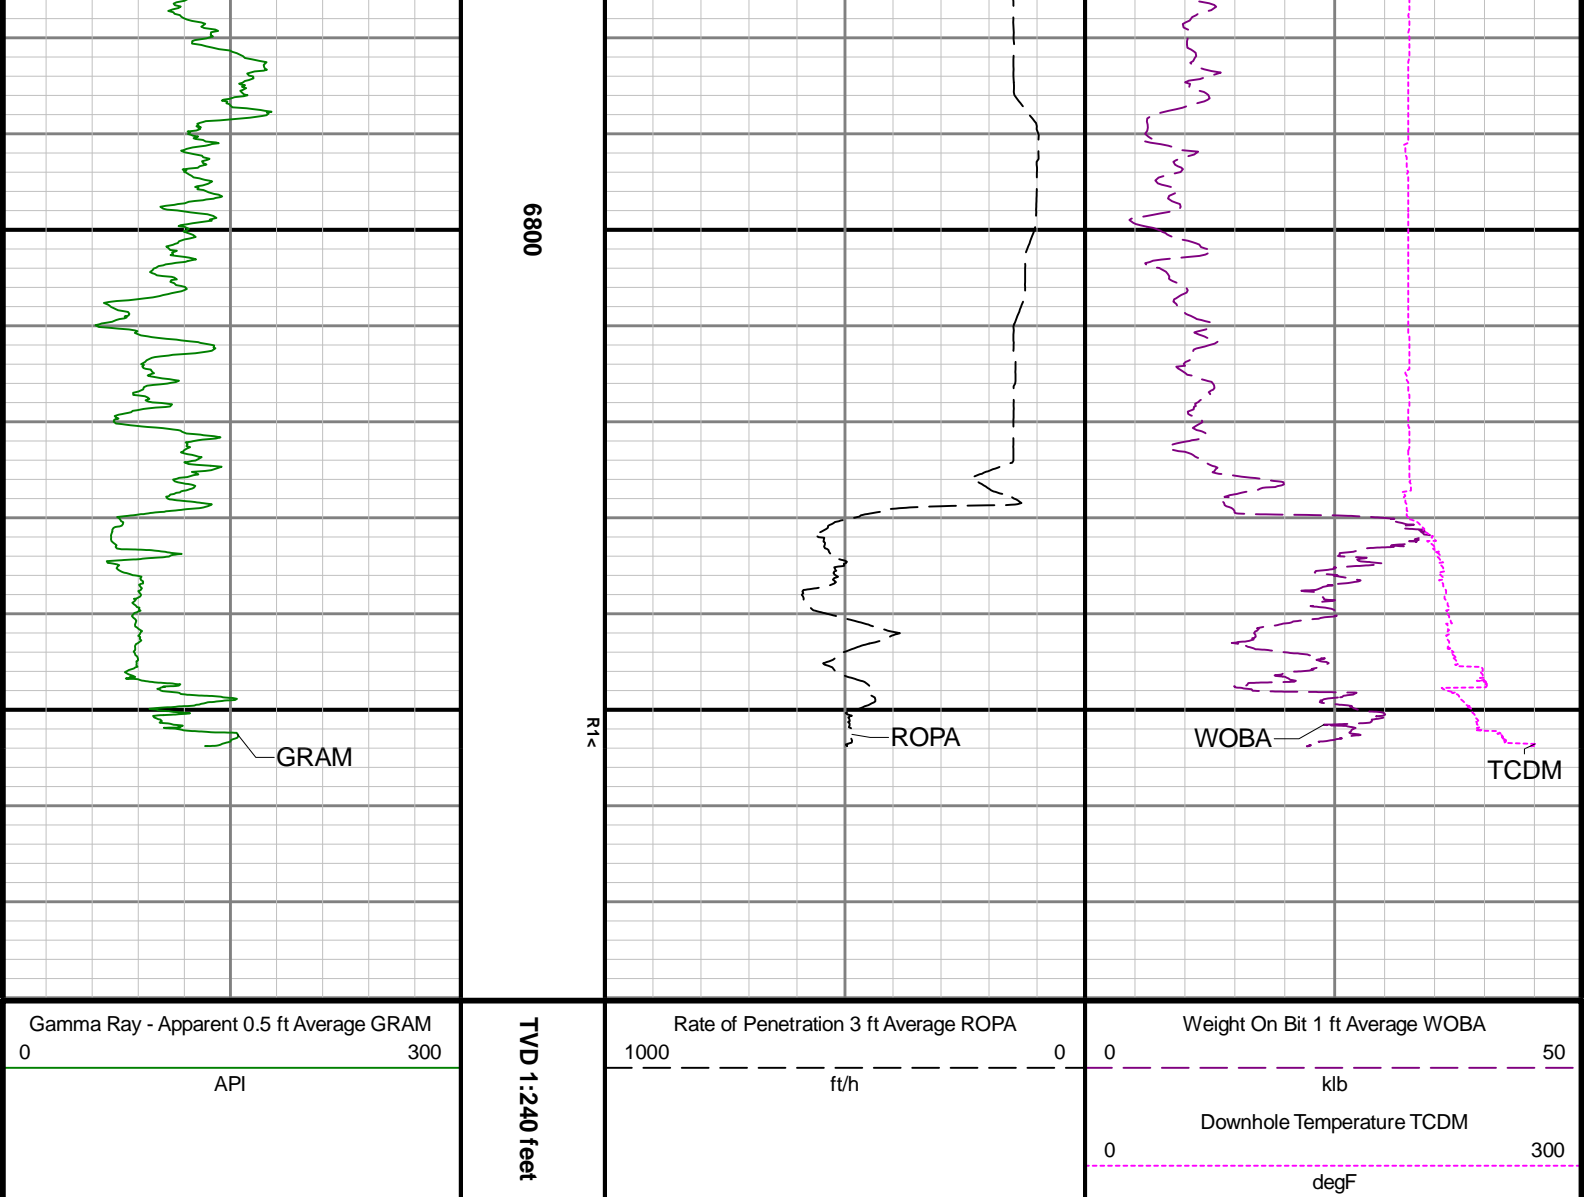 6800
R1<
GRAM
ROPA
WOBA
TCDM
Gamma Ray - Apparent 0.5 ft Average GRAM
0 300
API
TVD 1:240 feet
Rate of Penetration 3 ft Average ROPA
1000 0
ft/h
Weight On Bit 1 ft Average WOBA
0 50
klb
Downhole Temperature TCDM
0 300
degF